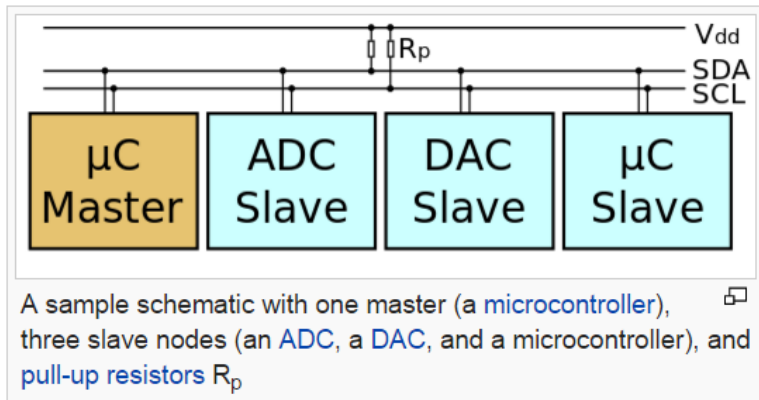 Vdd
Rp
SDA
SCL
µC
Master
ADC
Slave
DAC
Slave
µC
Slave
A sample schematic with one master (a microcontroller),
three slave nodes (an ADC, a DAC, and a microcontroller), and
pull-up resistors Rp